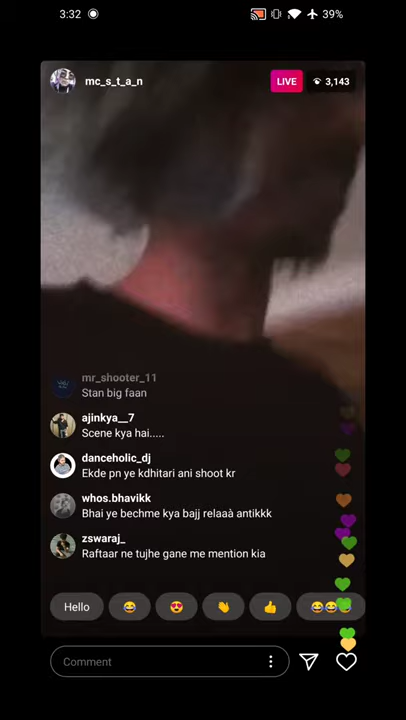 3:32
39%
mc_s_t_a_n
LIVE
3,143
mr_shooter_11
Stan big faan
ajinkya__7
Scene kya hai.....
danceholic_dj
Ekde pn ye kdhitari ani shoot kr
whos.bhavikk
Bhai ye bechme kya bajj relaaà antikkk
zswaraj_
Raftaar ne tujhe gane me mention kia
Hello
Comment